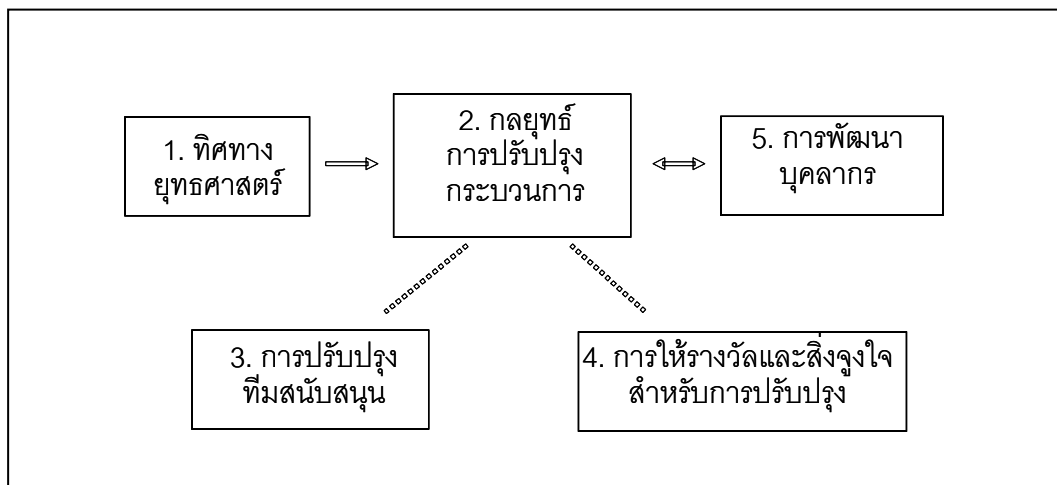 1. ทิศทาง
ยุทธศาสตร์
2. กลยุทธ์
การปรับปรุง
กระบวนการ
5. การพัฒนา
บุคลากร
3. การปรับปรุง
ทีมสนับสนุน
4. การให้รางวัลและสิ่งจูงใจ
สำหรับการปรับปรุง